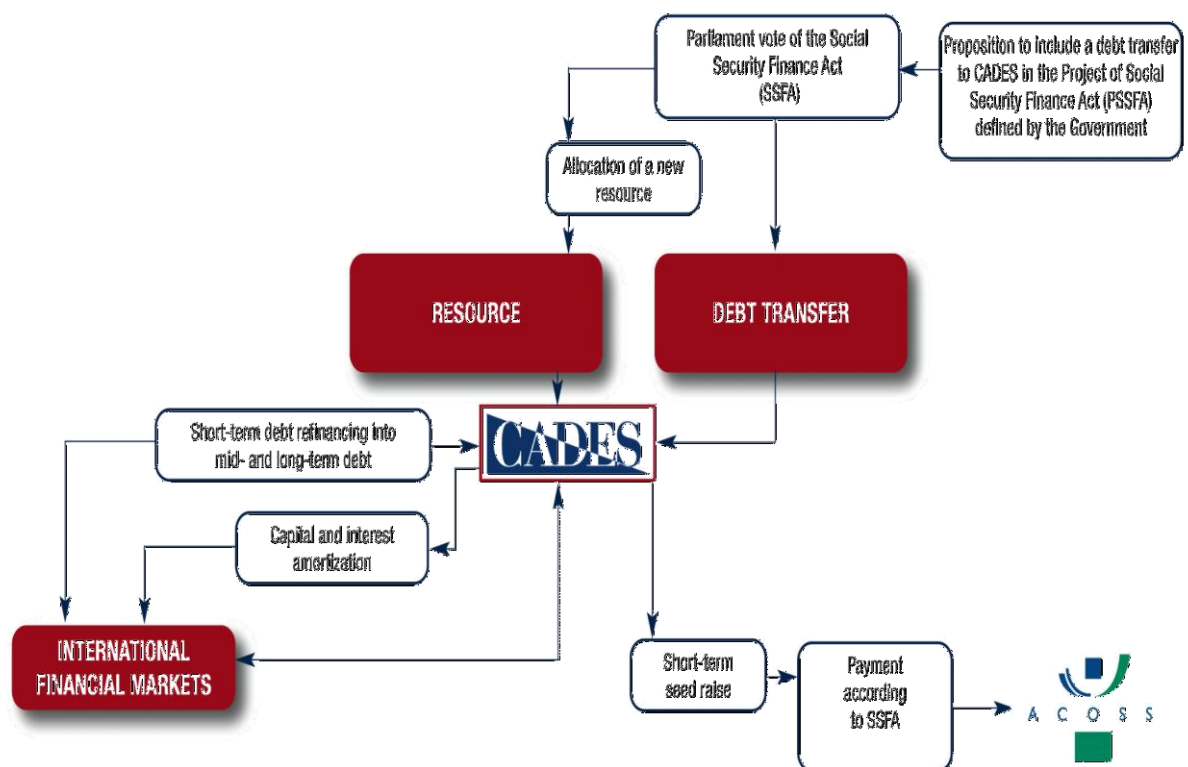 Parliament vote of the Social
Security Finance Act
(SSFA)
Proposition to include a debt transfer
to CADES in the Project of Social
Security Finance Act (PSSFA)
defined by the Government
Allocation of a new
resource
RESOURCE
DEBT TRANSFER
Short-term debt refinancing into
mid- and long-term debt
CADES
Capital and interest
amortization
INTERNATIONAL
FINANCIAL MARKETS
Short-term
seed raise
Payment
according
to SSFA
ACOSS